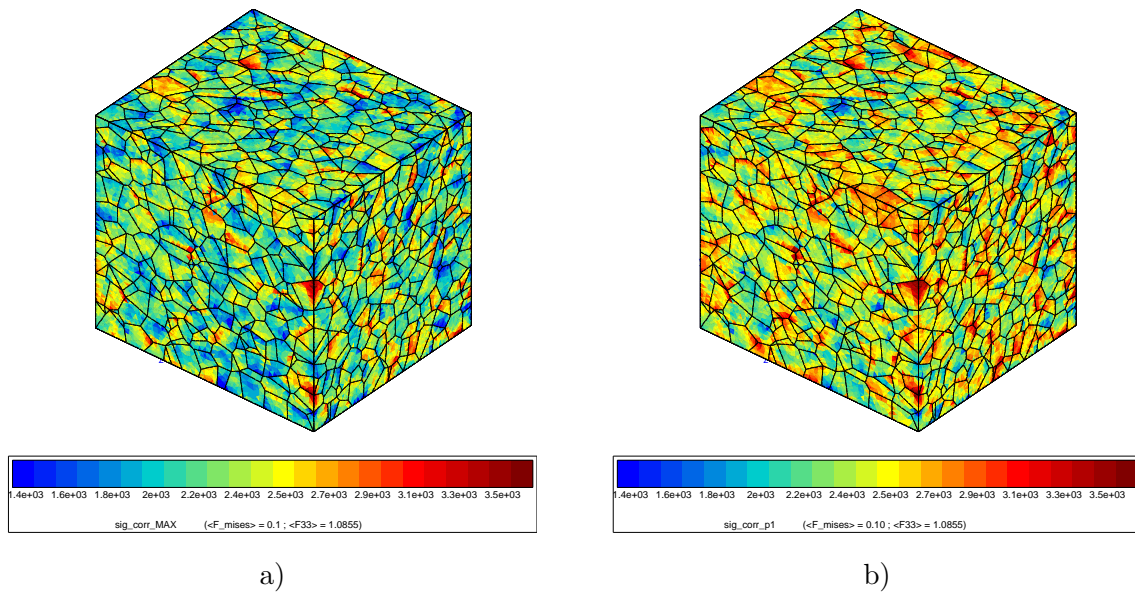 1.4e+03 1.6e+03 1.8e+03 2e+03 2.2e+03 2.4e+03 2.5e+03 2.7e+03 2.9e+03 3.1e+03 3.3e+03 3.5e+03
sig_corr_MAX (<F_mises> = 0.1 ; <F33> = 1.0855)
a)
1.4e+03 1.6e+03 1.8e+03 2e+03 2.2e+03 2.4e+03 2.5e+03 2.7e+03 2.9e+03 3.1e+03 3.3e+03 3.5e+03
sig_corr_p1 (<F_mises> = 0.10 ; <F33> = 1.0855)
b)